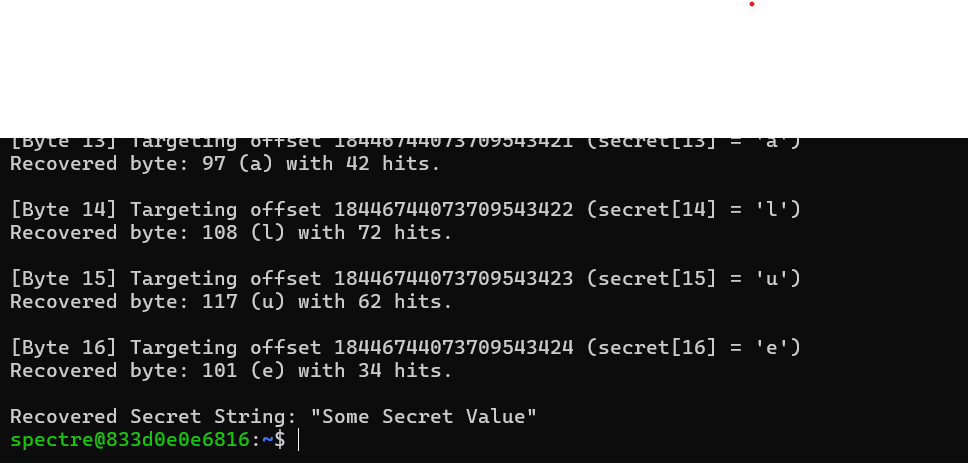 [Byte 13] Targeting offset 18446744073709543421 (secret[13] = 'a')
Recovered byte: 97 (a) with 42 hits.
[Byte 14] Targeting offset 18446744073709543422 (secret[14] = 'l')
Recovered byte: 108 (l) with 72 hits.
[Byte 15] Targeting offset 18446744073709543423 (secret[15] = 'u')
Recovered byte: 117 (u) with 62 hits.
[Byte 16] Targeting offset 18446744073709543424 (secret[16] = 'e')
Recovered byte: 101 (e) with 34 hits.
Recovered Secret String: "Some Secret Value"
spectre@833d0e0e6816:~$